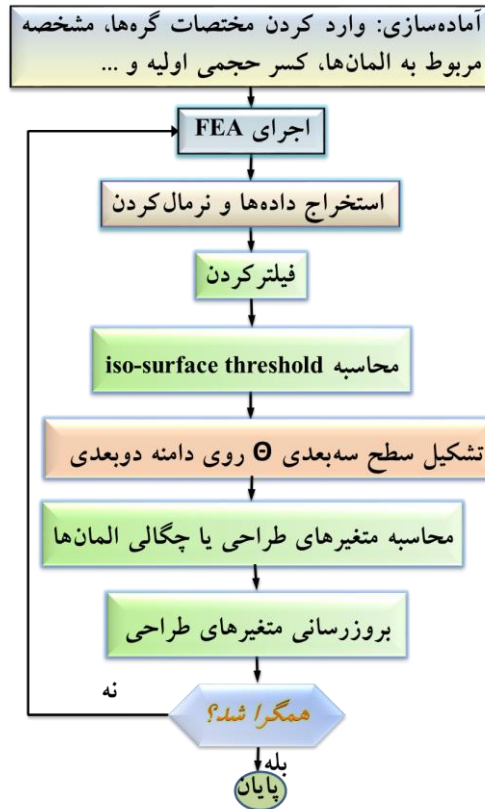 آماده‌سازی: وارد کردن مختصات گره‌ها، مشخصه
مربوط به المان‌ها، کسر حجمی اولیه و ...
اجرای FEA
استخراج داده‌ها و نرمال‌کردن
فیلترکردن
محاسبه iso-surface threshold
تشکیل سطح سه‌بعدی Θ روی دامنه دوبعدی
محاسبه متغیرهای طراحی یا چگالی المان‌ها
بروزرسانی متغیرهای طراحی
نه
همگرا شد؟
بله
پایان